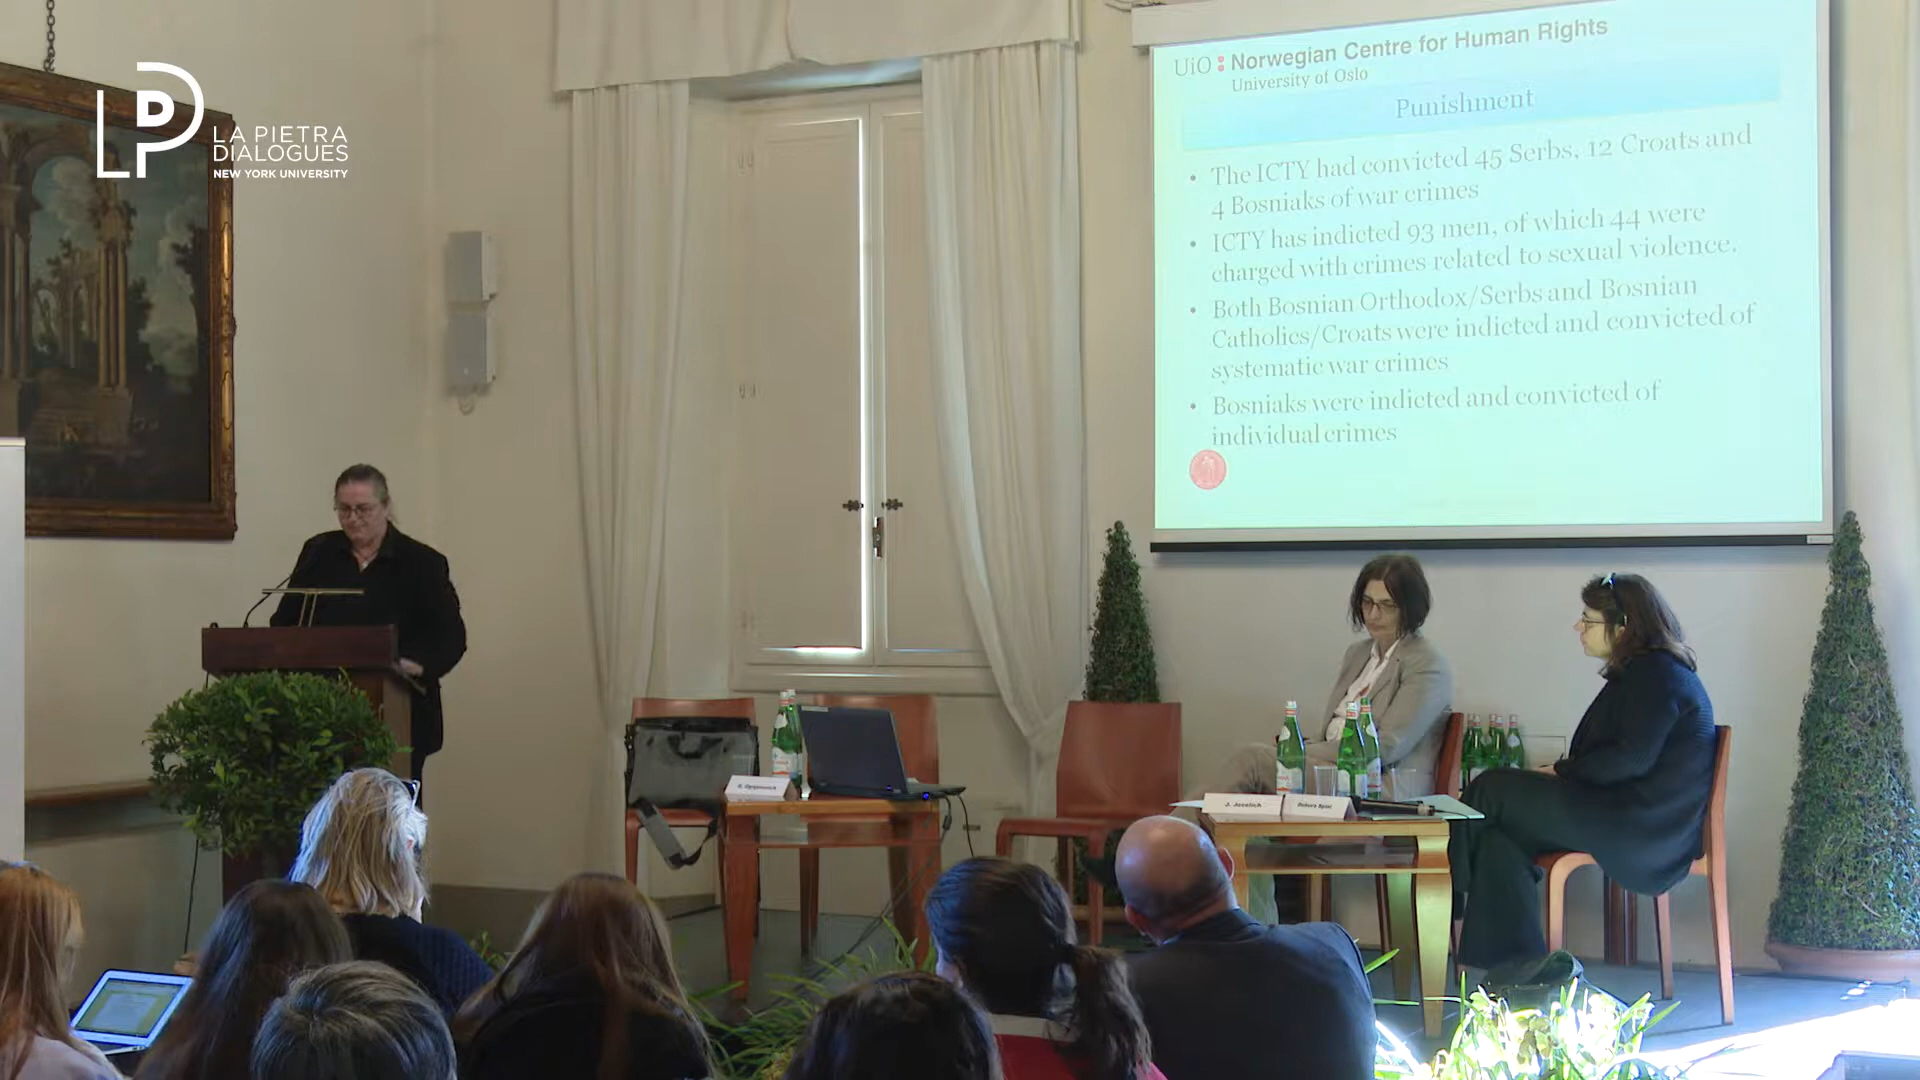 LA PIETRA
DIALOGUES
NEW YORK UNIVERSITY
UiO Norwegian Centre for Human Rights
University of Oslo
Punishment
• The ICTY had convicted 45 Serbs, 12 Croats and
4 Bosniaks of war crimes
• ICTY has indicted 93 men, of which 44 were
charged with crimes related to sexual violence.
• Both Bosnian Orthodox/Serbs and Bosnian
Catholics/Croats were indicted and convicted of
systematic war crimes
• Bosniaks were indicted and convicted of
individual crimes